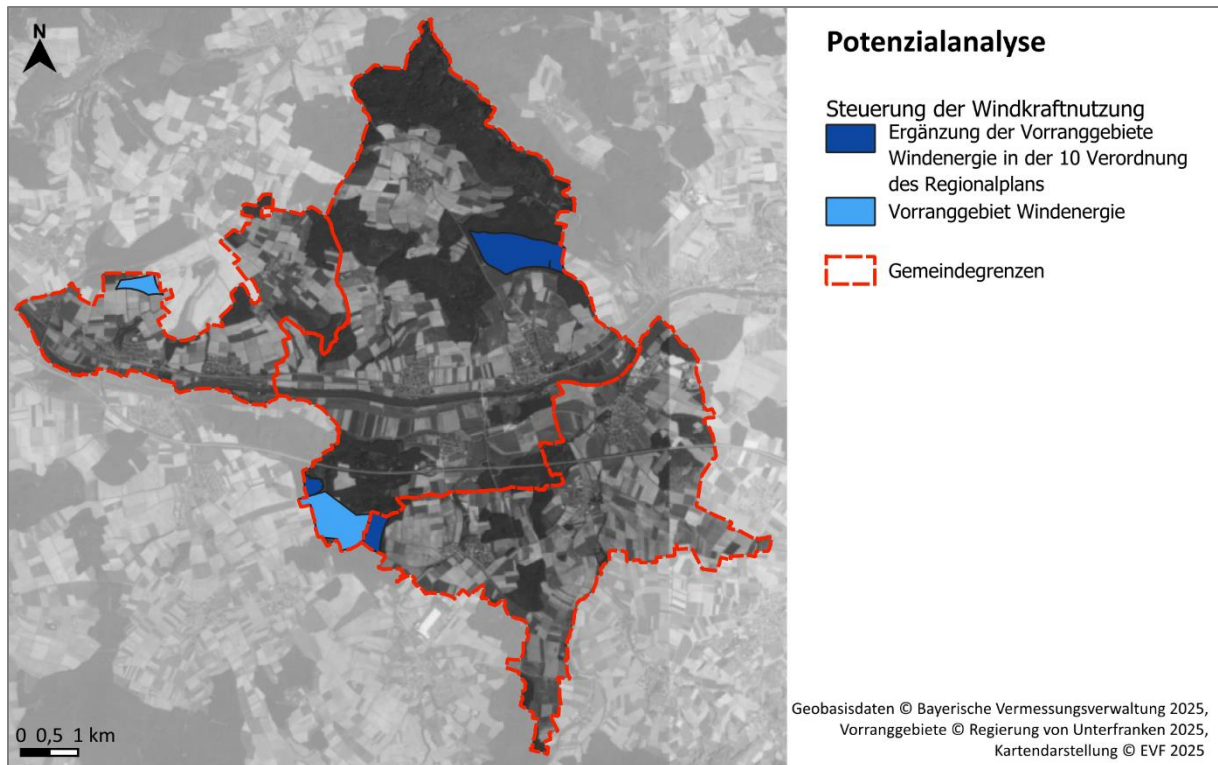 N
Potenzialanalyse
Steuerung der Windkraftnutzung
Ergänzung der Vorranggebiete
Windenergie in der 10 Verordnung
des Regionalplans
Vorranggebiet Windenergie
Gemeindegrenzen
0 0,5 1 km
Geobasisdaten © Bayerische Vermessungsverwaltung 2025,
Vorranggebiete © Regierung von Unterfranken 2025,
Kartendarstellung © EVF 2025